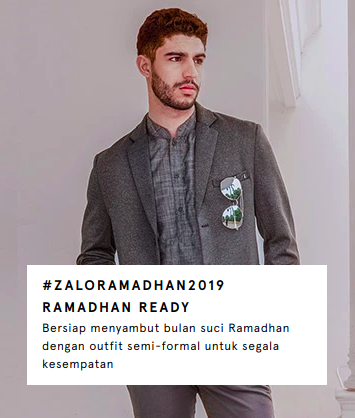 #ZALORAMADHAN2019
RAMADHAN READY
Bersiap menyambut bulan suci Ramadhan
dengan outfit semi-formal untuk segala
kesempatan